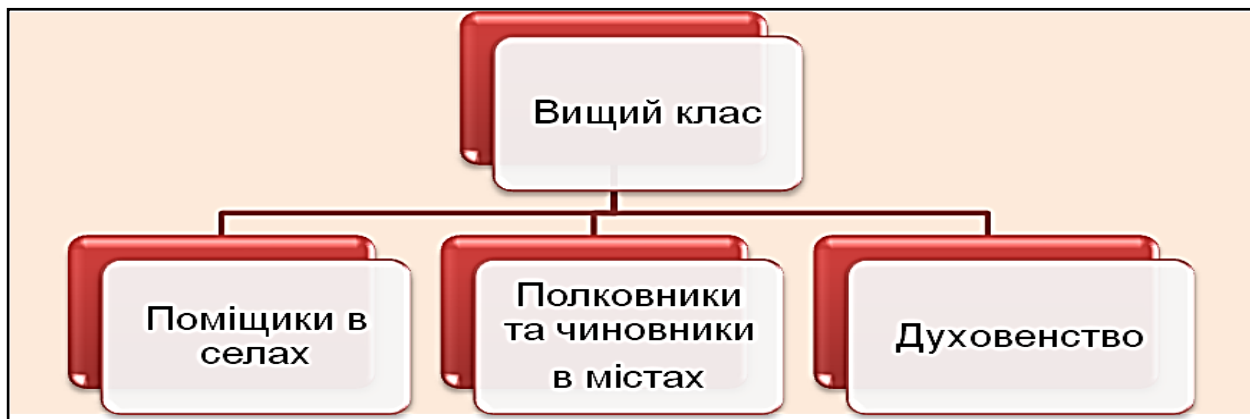 Вищий клас
Поміщики в
селах
Полковники
та чиновники
в містах
Духовенство